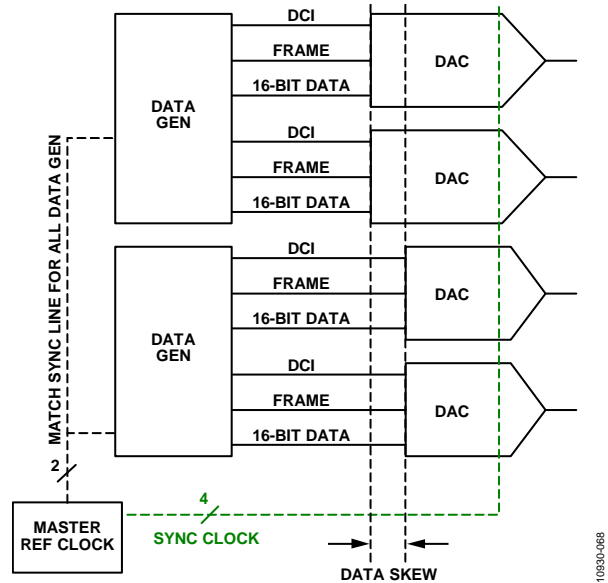 DCI
FRAME
16-BIT DATA
DAC
DATA
GEN
DCI
FRAME
16-BIT DATA
DAC
MATCH SYNC LINE FOR ALL DATA GEN
DCI
FRAME
16-BIT DATA
DAC
DATA
GEN
DCI
FRAME
16-BIT DATA
DAC
2
4
MASTER
REF CLOCK
SYNC CLOCK
DATA SKEW
10930-068